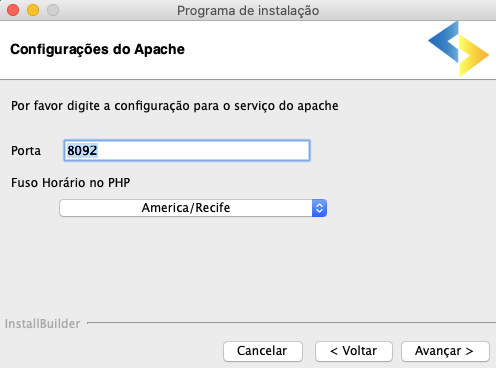 Programa de instalação
Configurações do Apache
Por favor digite a configuração para o serviço do apache
Porta 8092
Fuso Horário no PHP
America/Recife
InstallBuilder
Cancelar < Voltar Avançar >